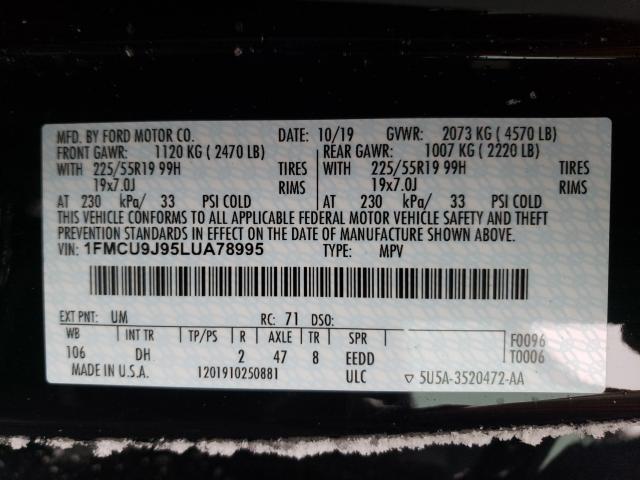 MFD. BY FORD MOTOR CO. DATE: 10/19 GVWR: 2073 KG ( 4570 LB)
FRONT GAWR: 1120 KG ( 2470 LB) REAR GAWR: 1007 KG ( 2220 LB)
WITH 225/55R19 99H TIRES WITH 225/55R19 99H TIRES
19x7.0J RIMS 19x7.0J RIMS
AT 230 kPa/ 33 PSI COLD AT 230 kPa/ 33 PSI COLD
THIS VEHICLE CONFORMS TO ALL APPLICABLE FEDERAL MOTOR VEHICLE SAFETY AND THEFT
PREVENTION STANDARDS IN EFFECT ON THE DATE OF MANUFACTURE SHOWN ABOVE.
VIN: 1FMCU9J95LUA78995 TYPE: MPV
EXT PNT: UM RC: 71 DSO:
WB INT TR TP/PS R AXLE TR SPR F0096
106 DH 2 47 8 EEDD T0006
MADE IN U.S.A. 1201910250881 ULC ▽ 5U5A-3520472-AA